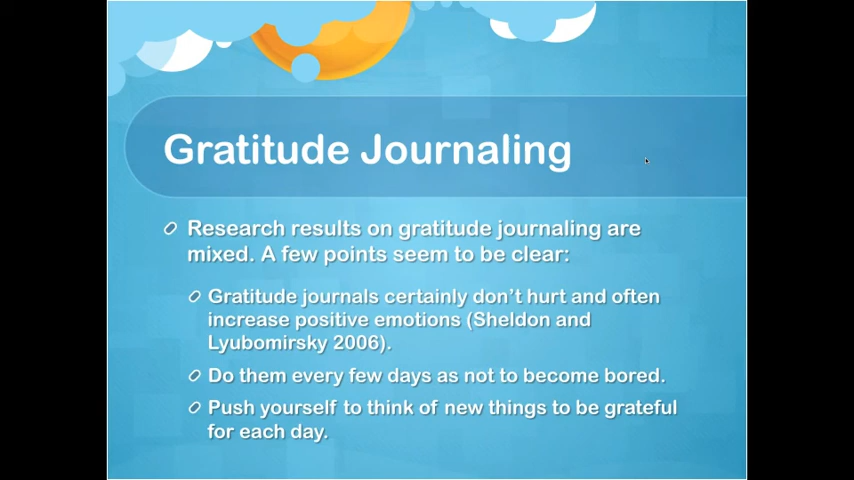 Gratitude Journaling
Research results on gratitude journaling are
mixed. A few points seem to be clear:
Gratitude journals certainly don't hurt and often
increase positive emotions (Sheldon and
Lyubomirsky 2006).
Do them every few days as not to become bored.
Push yourself to think of new things to be grateful
for each day.